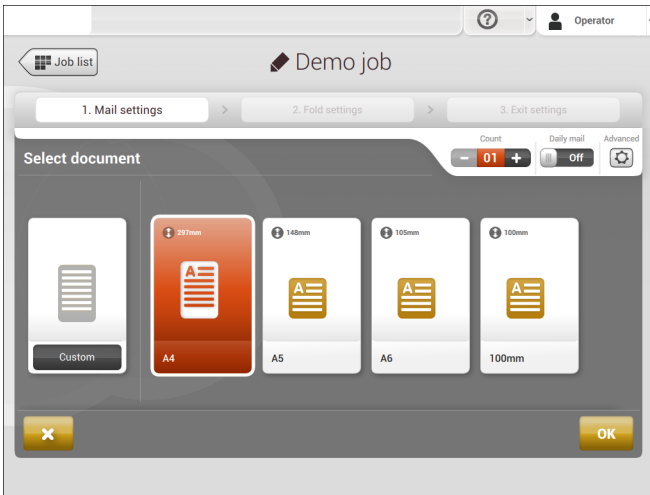 ?
Operator
Job list
Demo job
1. Mail settings
>
2. Fold settings
>
3. Exit settings
Select document
Count
Daily mail
Advanced
− 01 +
Off
297mm
148mm
105mm
100mm
A
A
A
A
Custom
A4
A5
A6
100mm
OK